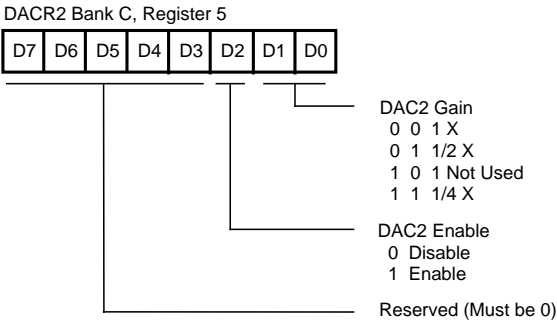 DACR2 Bank C, Register 5
D7 D6 D5 D4 D3 D2 D1 D0
DAC2 Gain
0 0 1 X
0 1 1/2 X
1 0 1 Not Used
1 1 1/4 X
DAC2 Enable
0 Disable
1 Enable
Reserved (Must be 0)